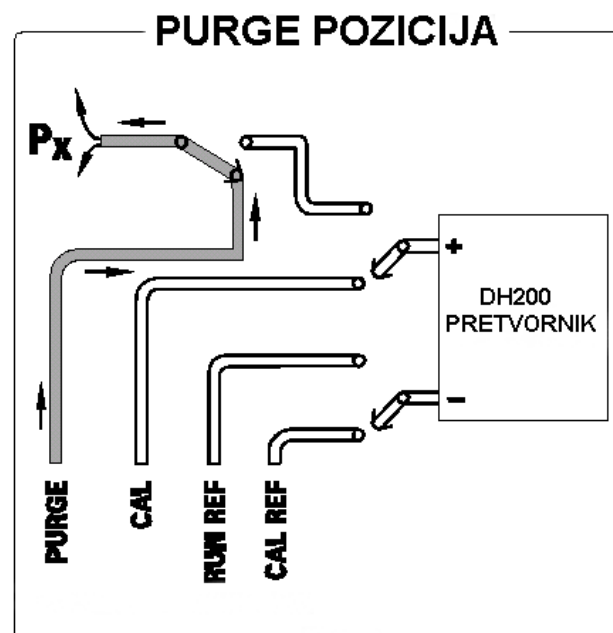 PURGE POZICIJA
PX
+
DH200
PRETVORNIK
-
PURGE
CAL
RUN REF
CAL REF